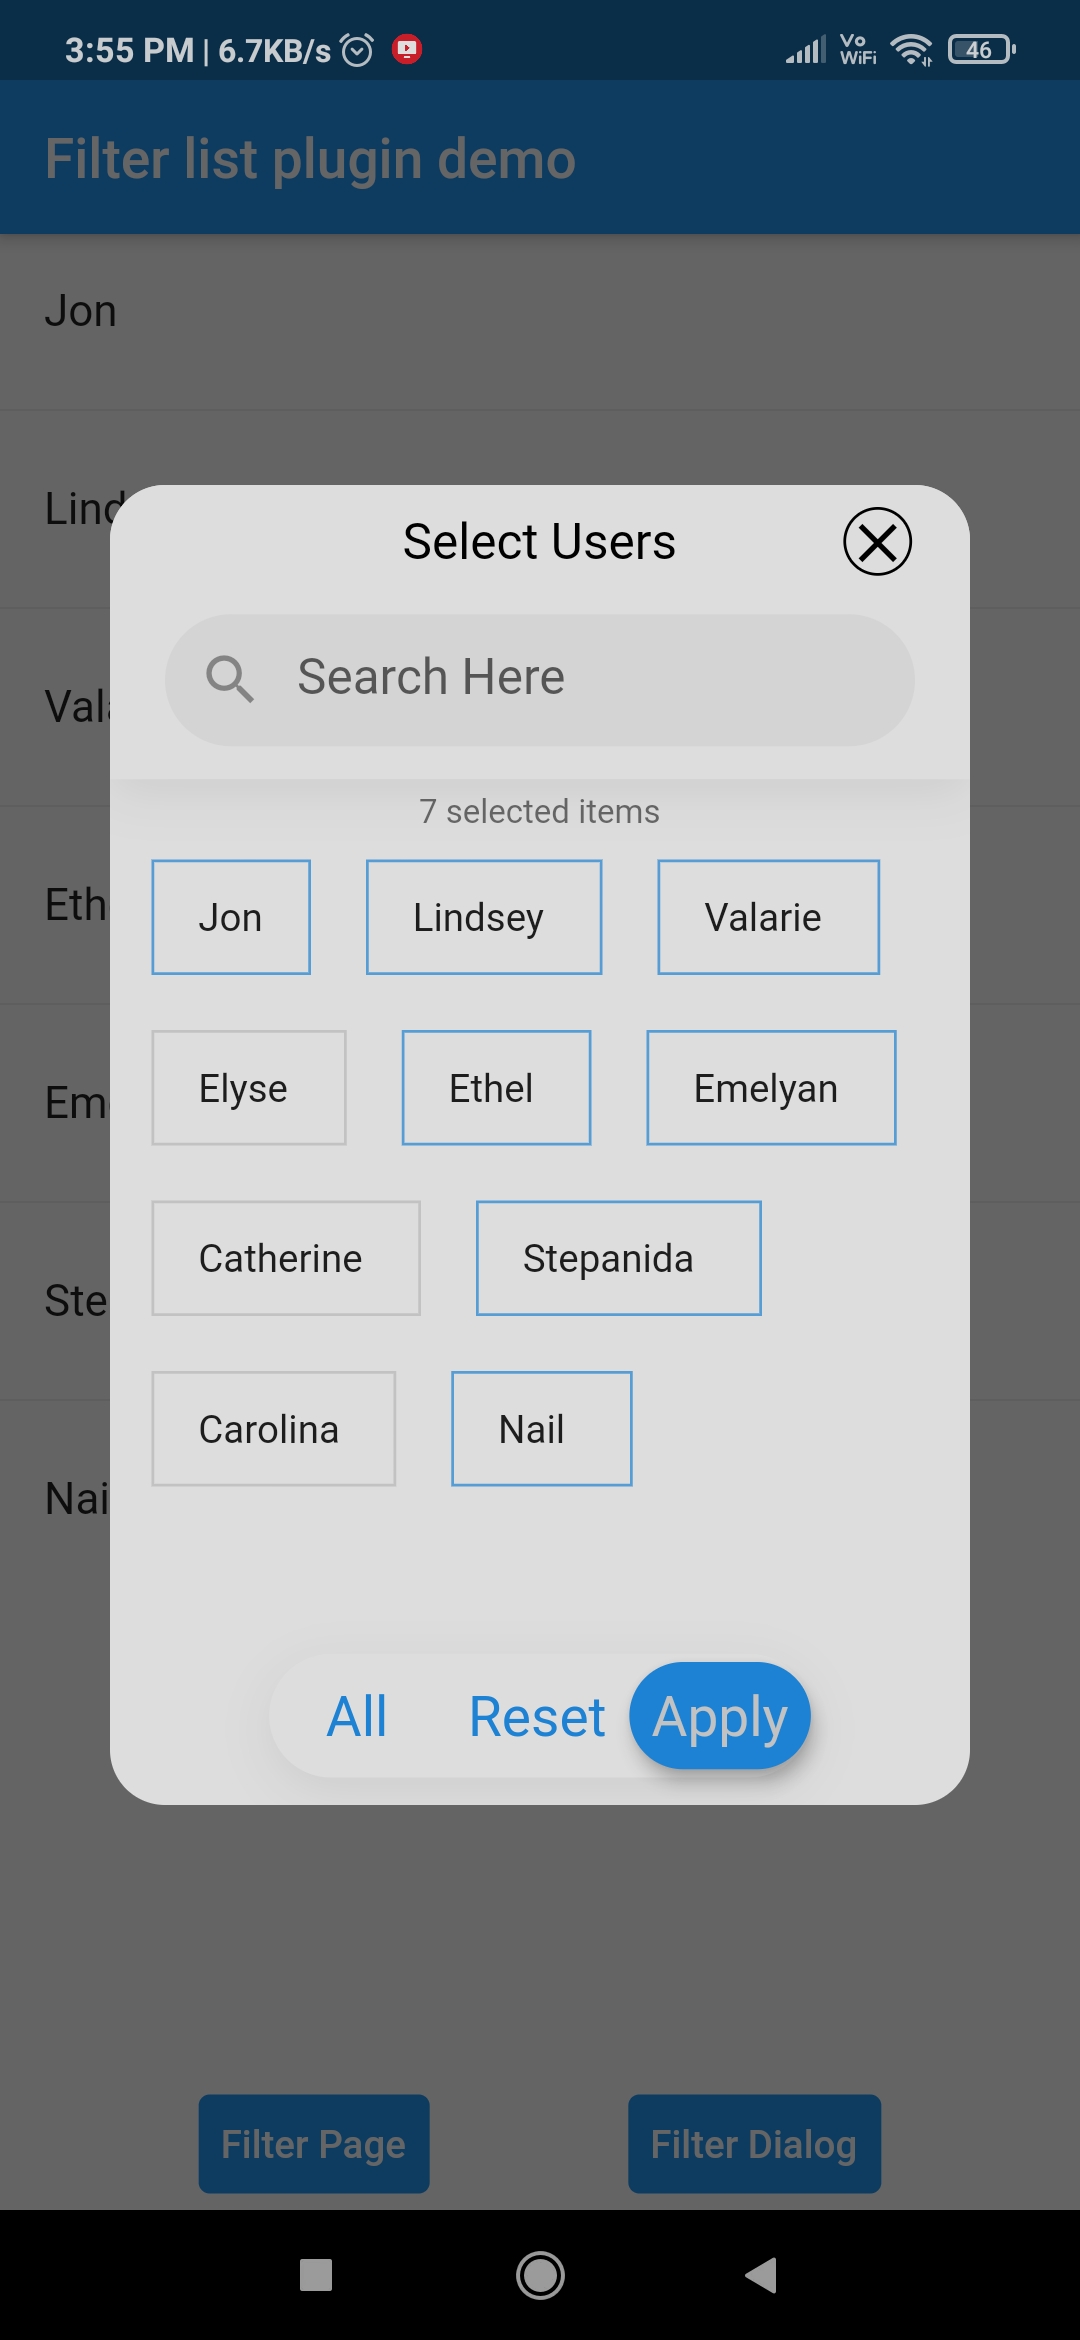 3:55 PM | 6.7KB/s Vo WiFi 46
Filter list plugin demo
Jon
Lind
Select Users
Search Here
Vala
7 selected items
Jon Lindsey Valarie
Eth
Elyse Ethel Emelyan
Eme
Catherine Stepanida
Ste
Carolina Nail
Nai
All Reset Apply
Filter Page Filter Dialog